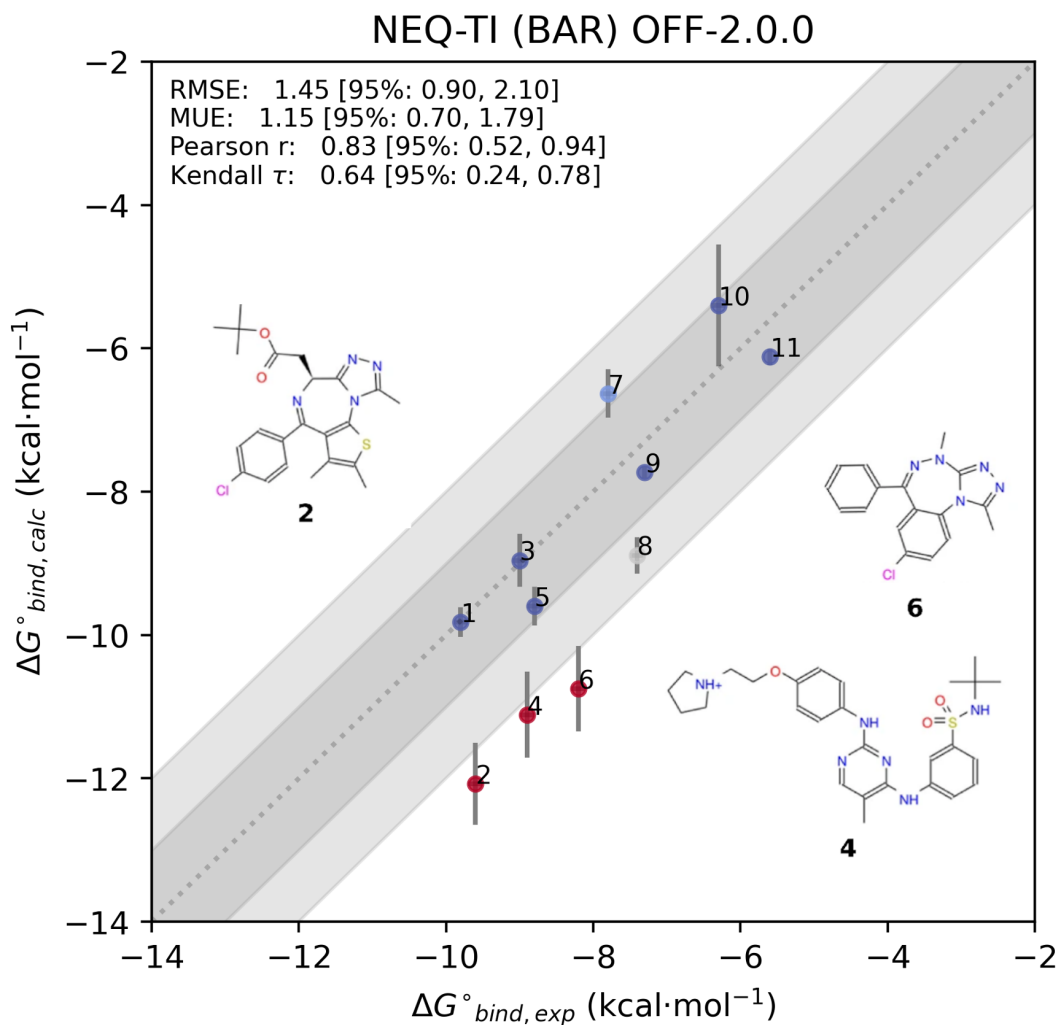 NEQ-TI (BAR) OFF-2.0.0
RMSE: 1.45 [95%: 0.90, 2.10]
MUE: 1.15 [95%: 0.70, 1.79]
Pearson r: 0.83 [95%: 0.52, 0.94]
Kendall τ: 0.64 [95%: 0.24, 0.78]
−2
−4
−6
−8
−10
−12
−14
ΔG°bind, calc (kcal·mol⁻¹)
10
11
7
9
8
3
5
1
6
4
2
O
O
N
N
N
N
S
Cl
2
N
N
N
N
N
Cl
6
NH+
O
NH
N
N
NH
O
O
S
NH
4
−14
−12
−10
−8
−6
−4
−2
ΔG°bind, exp (kcal·mol⁻¹)